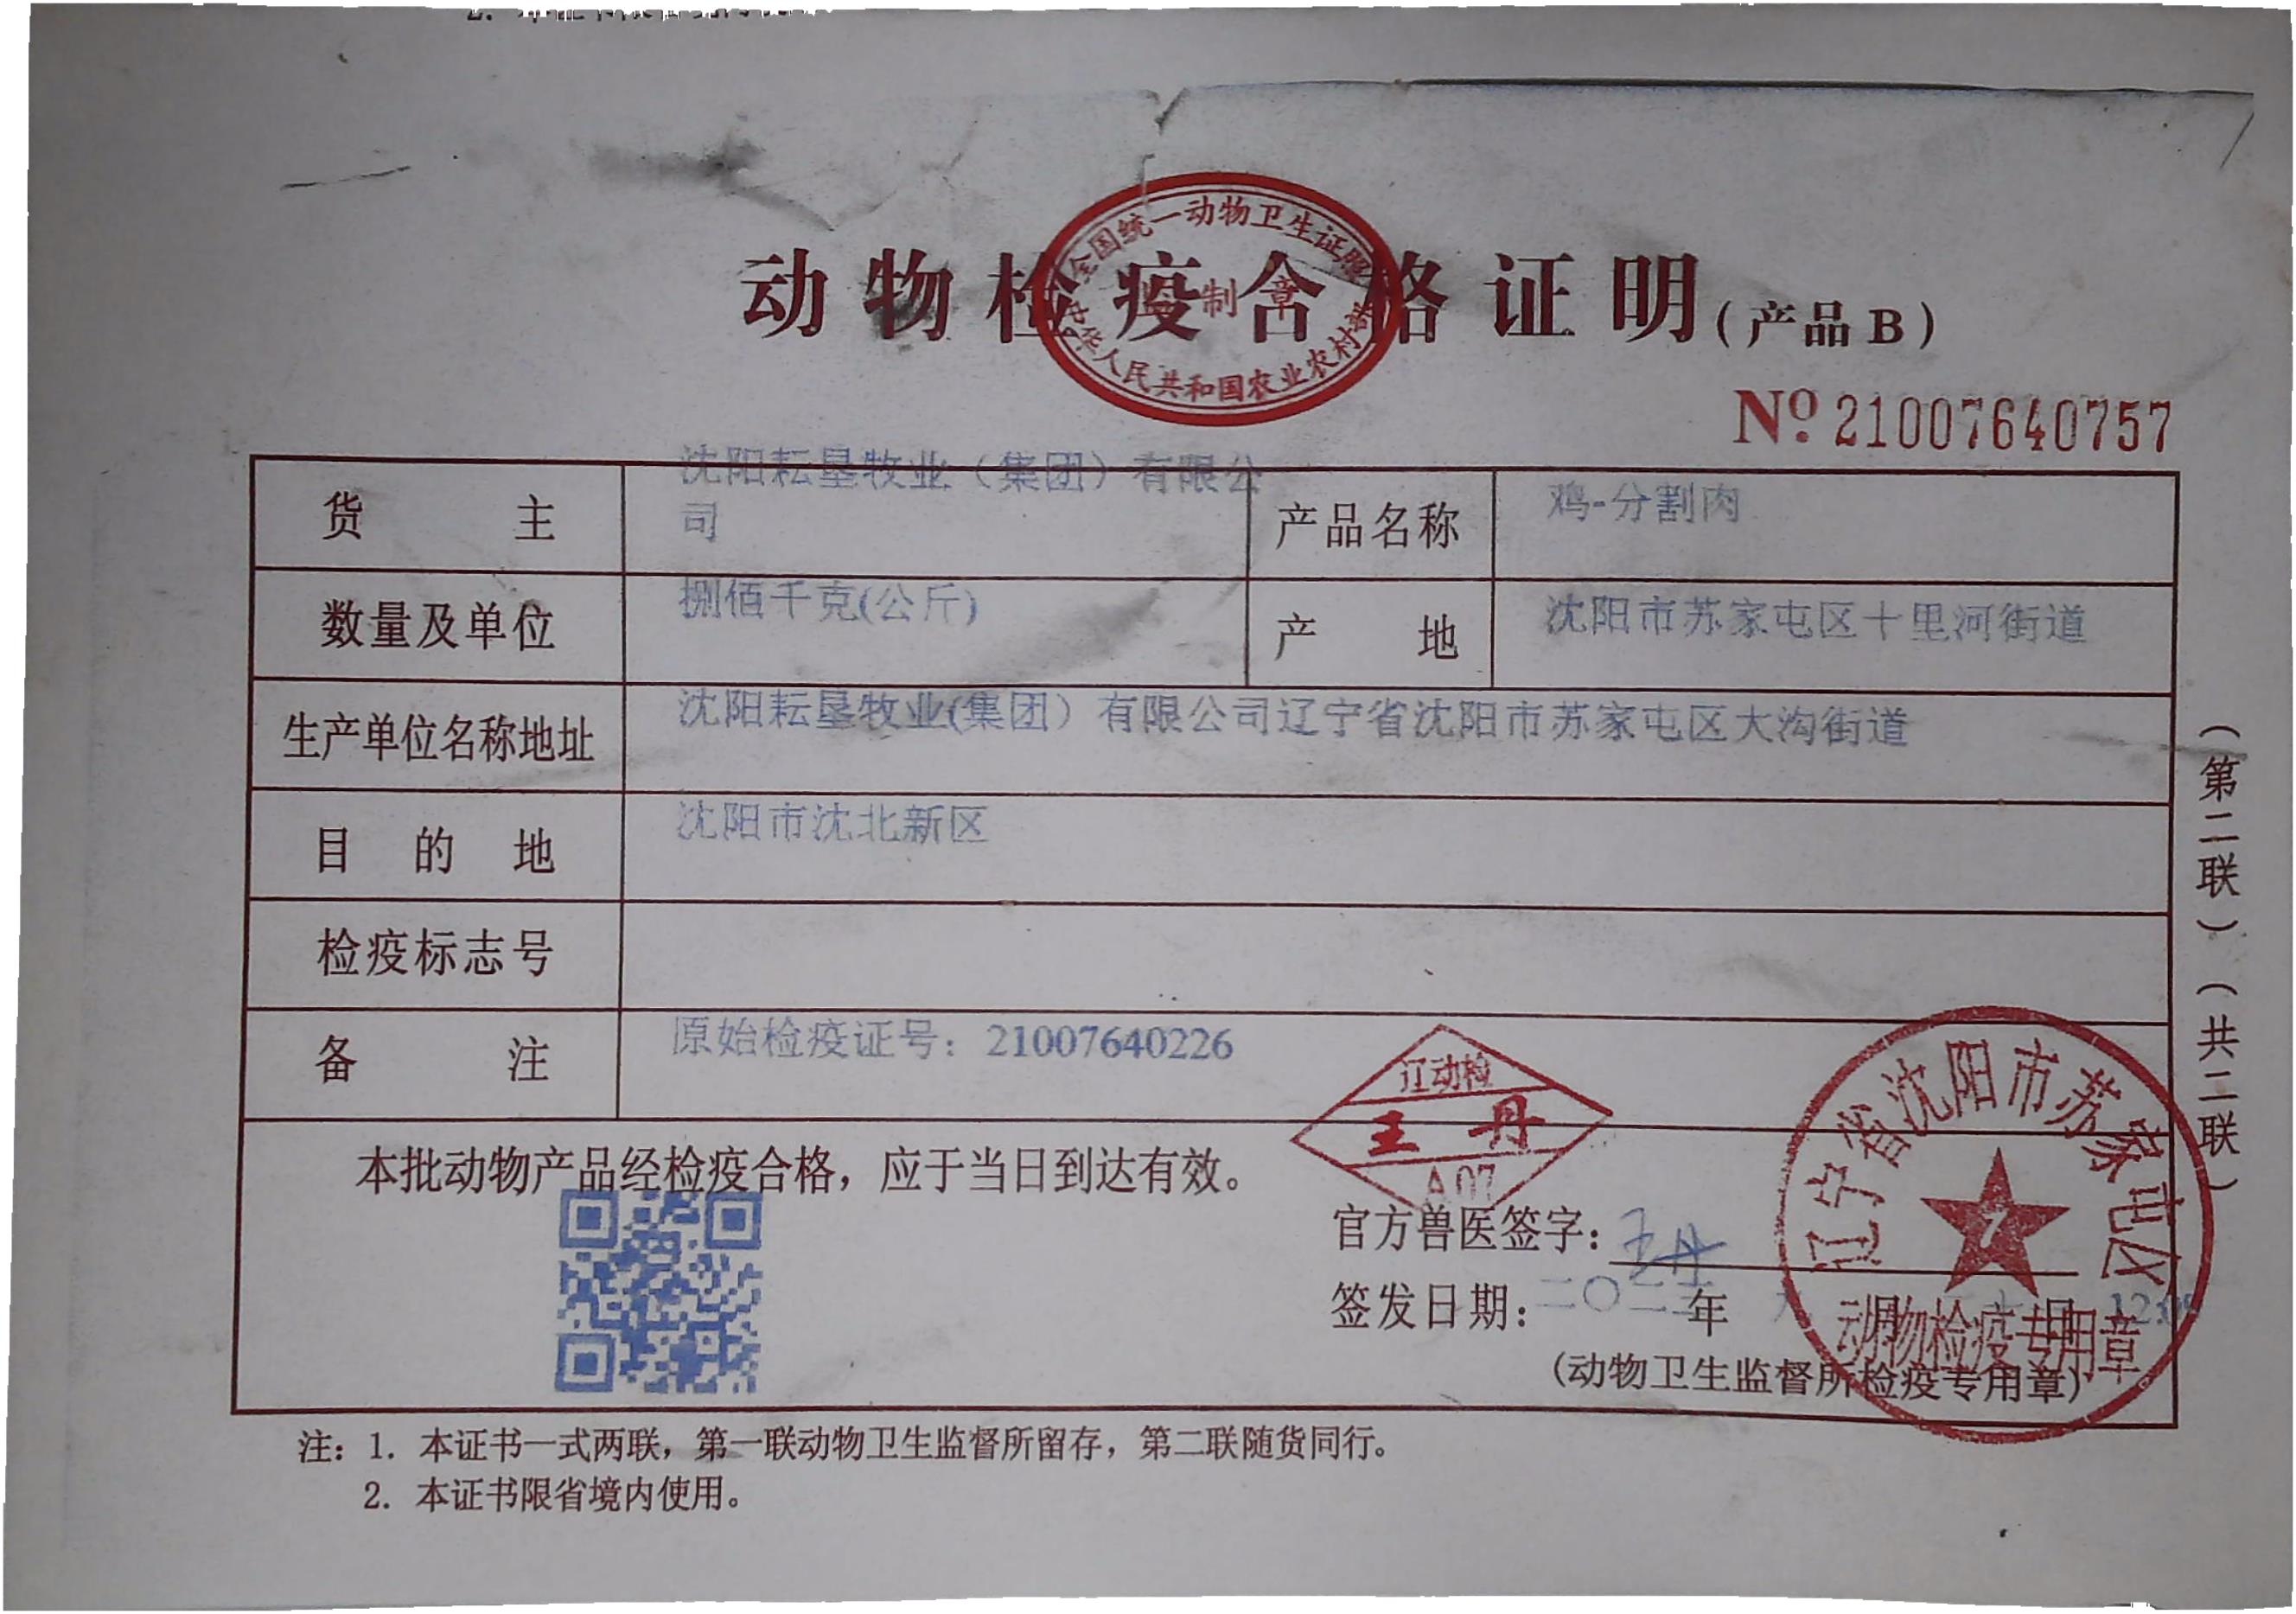 动物检疫合格证明(产品B)
全国统一动物卫生证照
制章
中华人民共和国农业农村部
№ 21007640757
货主 沈阳耘垦牧业（集团）有限公
司
产品名称 鸡-分割肉
数量及单位 捌佰千克(公斤)
产地 沈阳市苏家屯区十里河街道
生产单位名称地址 沈阳耘垦牧业(集团）有限公司辽宁省沈阳市苏家屯区大沟街道
目的地 沈阳市沈北新区
检疫标志号
备注 原始检疫证号：21007640226
（第二联）（共二联）
本批动物产品经检疫合格，应于当日到达有效。
辽动检
王丹
A07
官方兽医签字：王丹
签发日期：二〇二 年
辽宁省沈阳市苏家屯区
7
动物检疫专用章
(动物卫生监督所检疫专用章)
注：1. 本证书一式两联，第一联动物卫生监督所留存，第二联随货同行。
2. 本证书限省境内使用。